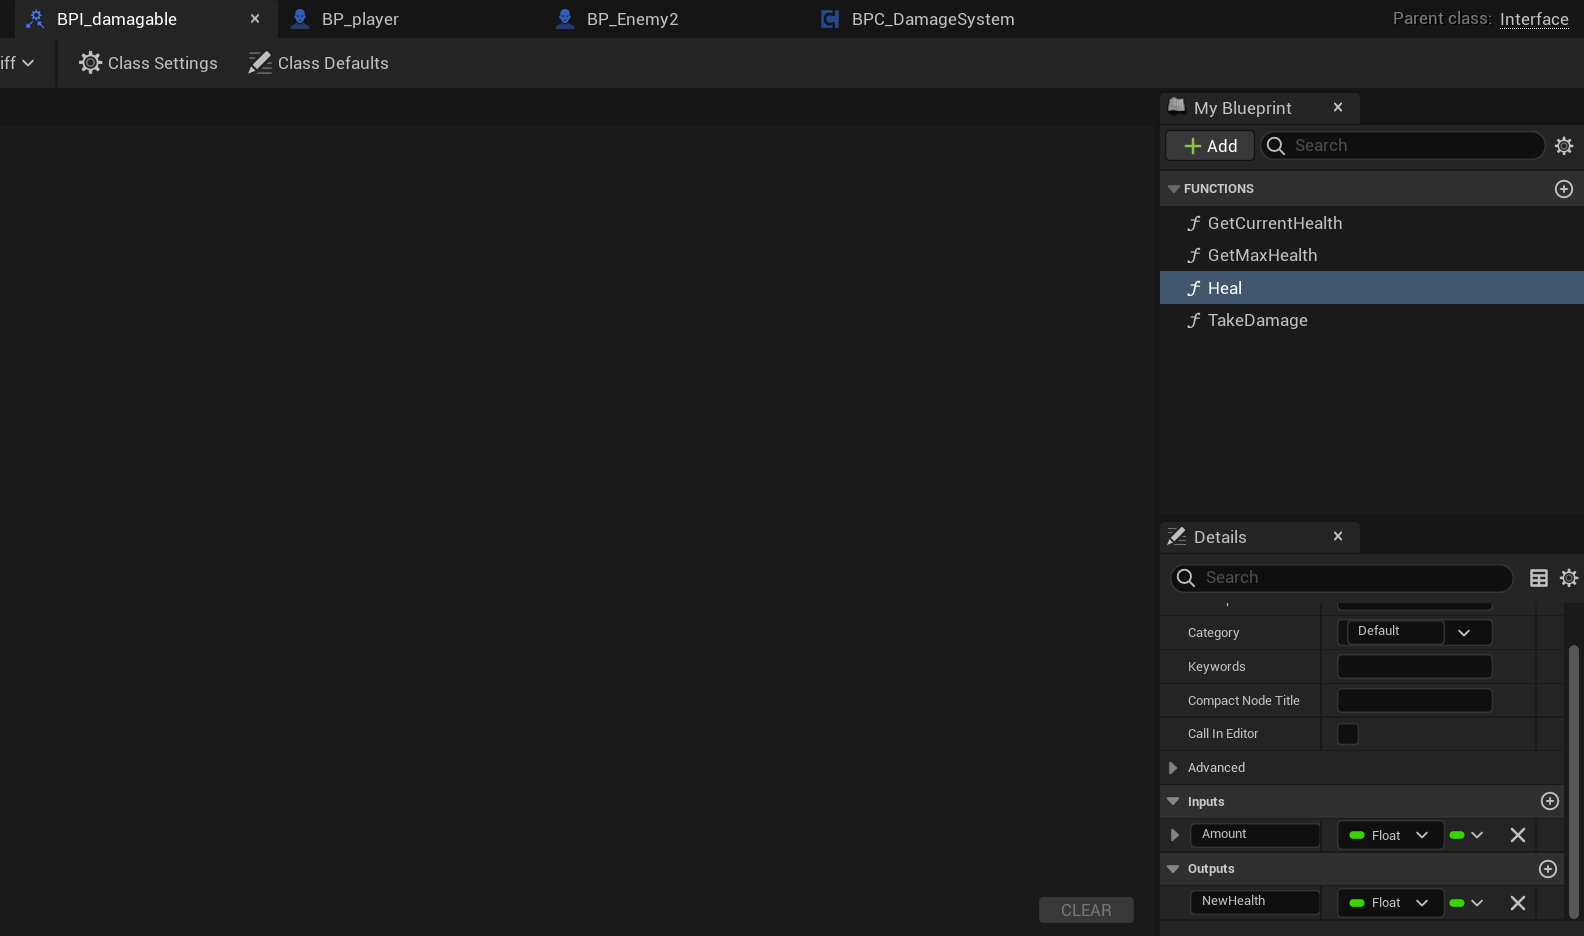 BPI_damagable
BP_player
BP_Enemy2
BPC_DamageSystem
Parent class: Interface
iff
Class Settings
Class Defaults
My Blueprint
Add
Search
FUNCTIONS
GetCurrentHealth
GetMaxHealth
Heal
TakeDamage
Details
Search
Category
Default
Keywords
Compact Node Title
Call In Editor
Advanced
Inputs
Amount
Float
Outputs
NewHealth
Float
CLEAR